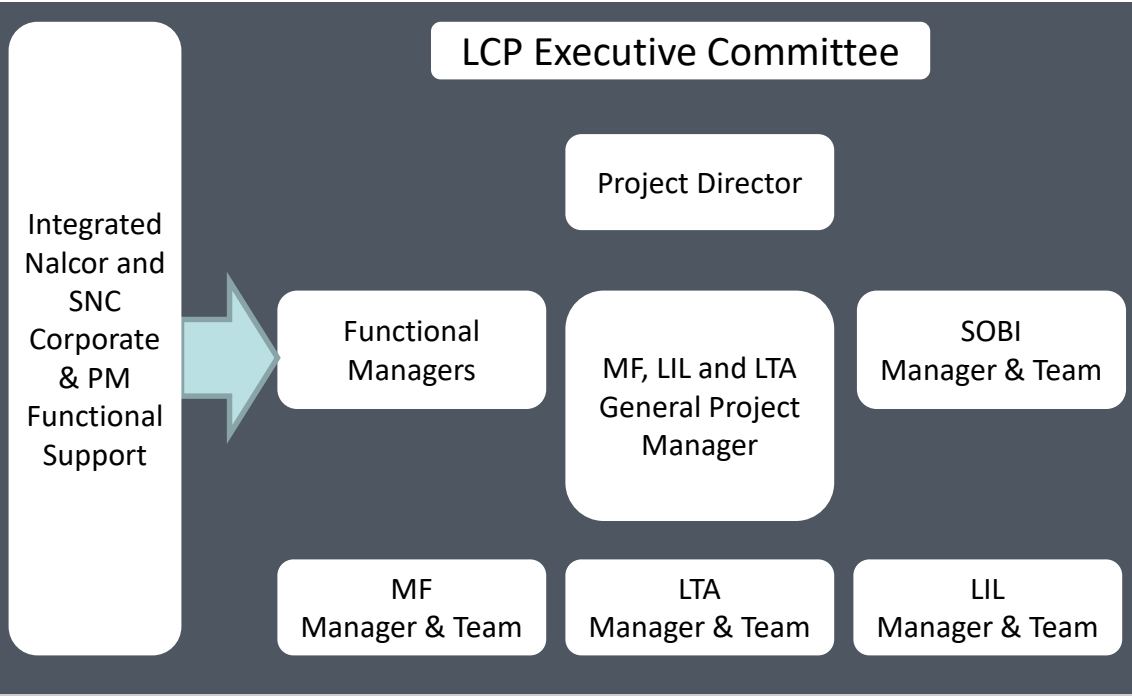 LCP Executive Committee
Project Director
Integrated
Nalcor and
SNC
Corporate
& PM
Functional
Support
Functional
Managers
MF, LIL and LTA
General Project
Manager
SOBI
Manager & Team
MF
Manager & Team
LTA
Manager & Team
LIL
Manager & Team